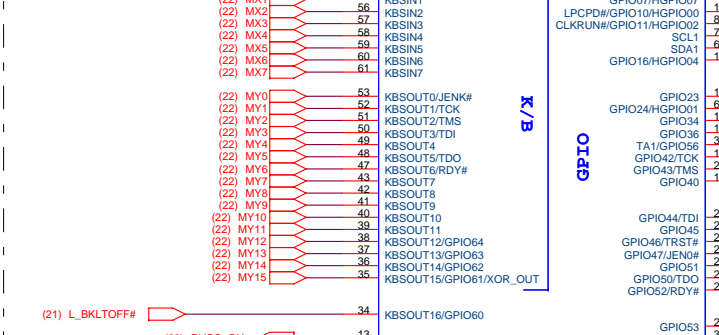 (22) MX1 KBSIN1 GPIO07/HGPIO07
(22) MX2 56 KBSIN2 LPCPD#/GPIO10/HGPIO00
(22) MX3 57 KBSIN3 CLKRUN#/GPIO11/HGPIO02
(22) MX4 58 KBSIN4 SCL1
(22) MX5 59 KBSIN5 SDA1
(22) MX6 60 KBSIN6 GPIO16/HGPIO04
(22) MX7 61 KBSIN7
(22) MY0 53 KBSOUT0/JENK# GPIO23
(22) MY1 52 KBSOUT1/TCK GPIO24/HGPIO01
(22) MY2 51 KBSOUT2/TMS GPIO34
(22) MY3 50 KBSOUT3/TDI GPIO36
(22) MY4 49 KBSOUT4 TA1/GPIO56
(22) MY5 48 KBSOUT5/TDO GPIO42/TCK
(22) MY6 47 KBSOUT6/RDY# GPIO43/TMS
(22) MY7 43 KBSOUT7 GPIO40
(22) MY8 42 KBSOUT8
(22) MY9 41 KBSOUT9
(22) MY10 40 KBSOUT10 GPIO44/TDI
(22) MY11 39 KBSOUT11 GPIO45
(22) MY12 38 KBSOUT12/GPIO64 GPIO46/TRST#
(22) MY13 37 KBSOUT13/GPIO63 GPIO47/JEN0#
(22) MY14 36 KBSOUT14/GPIO62 GPIO51
(22) MY15 35 KBSOUT15/GPIO61/XOR_OUT GPIO50/TDO
GPIO52/RDY#
K/B
GPIO
(21) L_BKLTOFF# 34 KBSOUT16/GPIO60
GPIO53
13